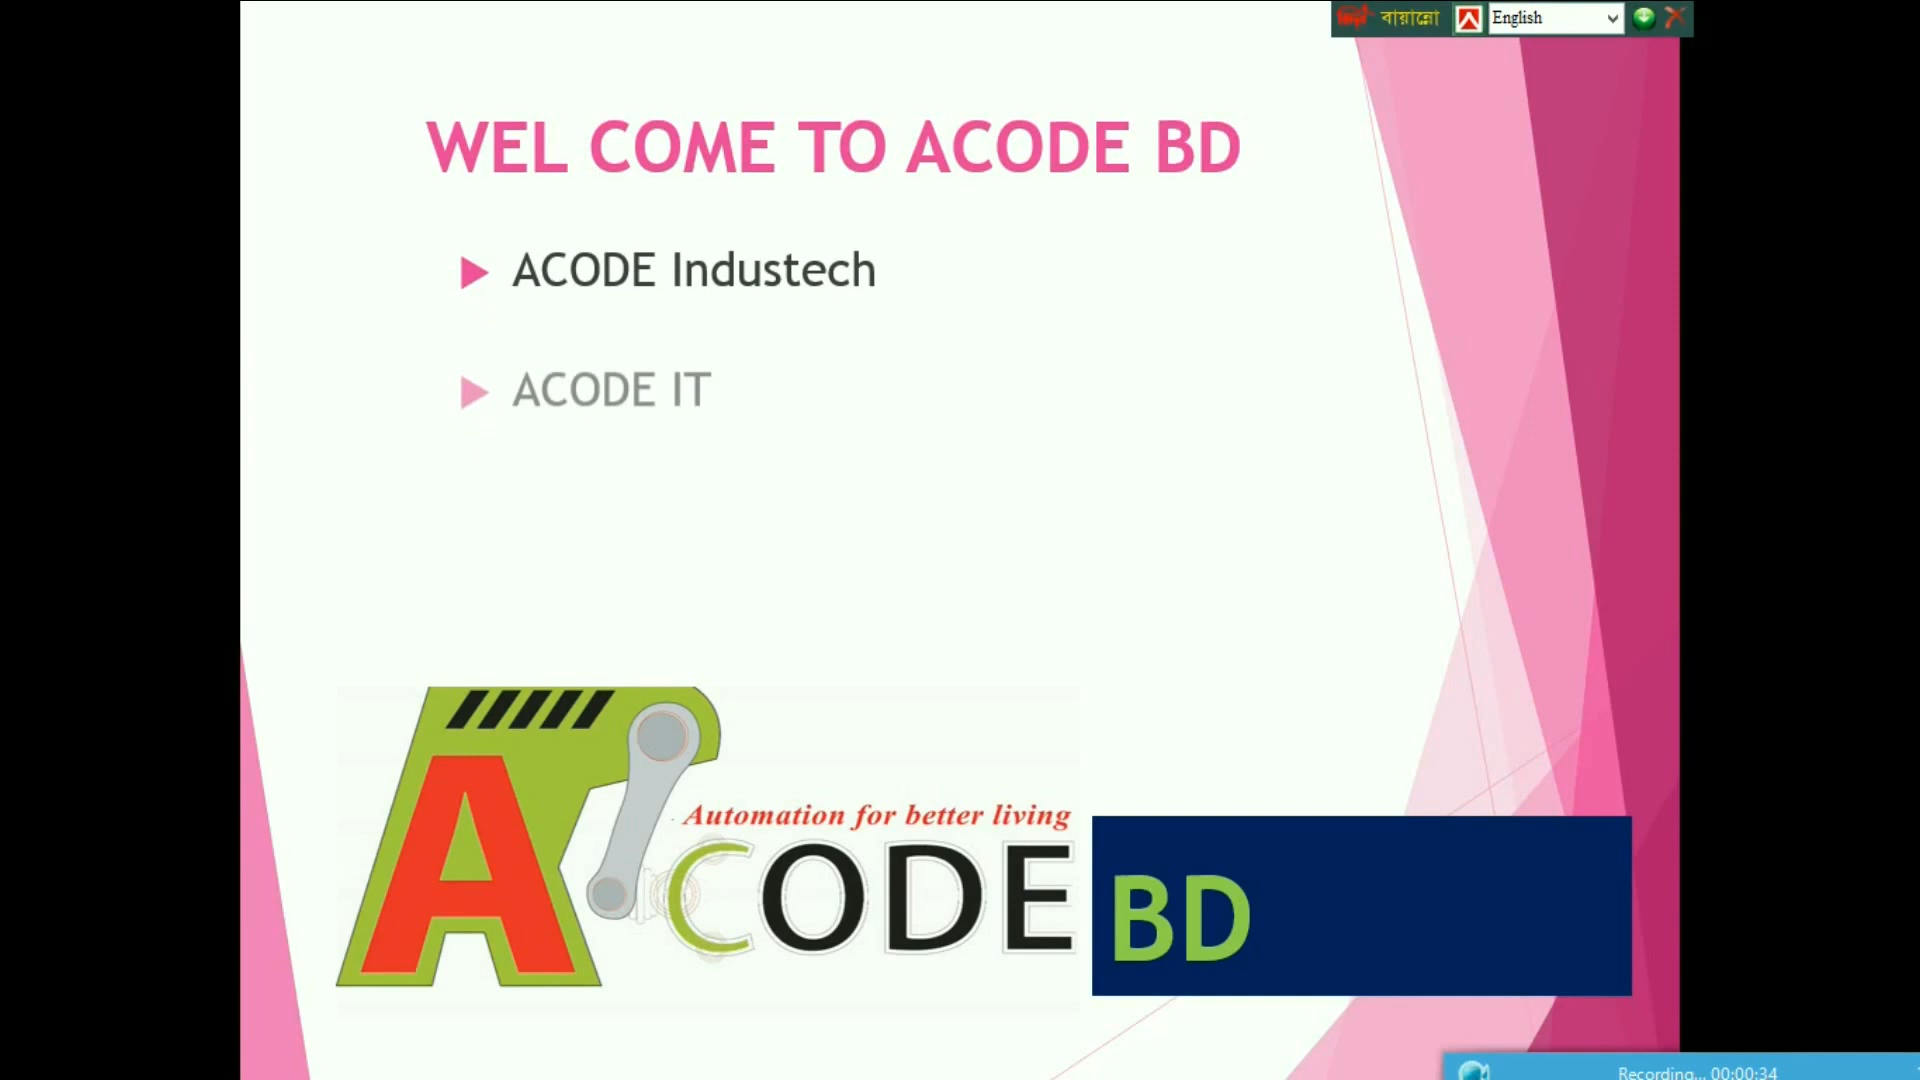 বায়ান্নো English
WEL COME TO ACODE BD
ACODE Industech
ACODE IT
Automation for better living
ACODE BD
Recording... 00:00:34